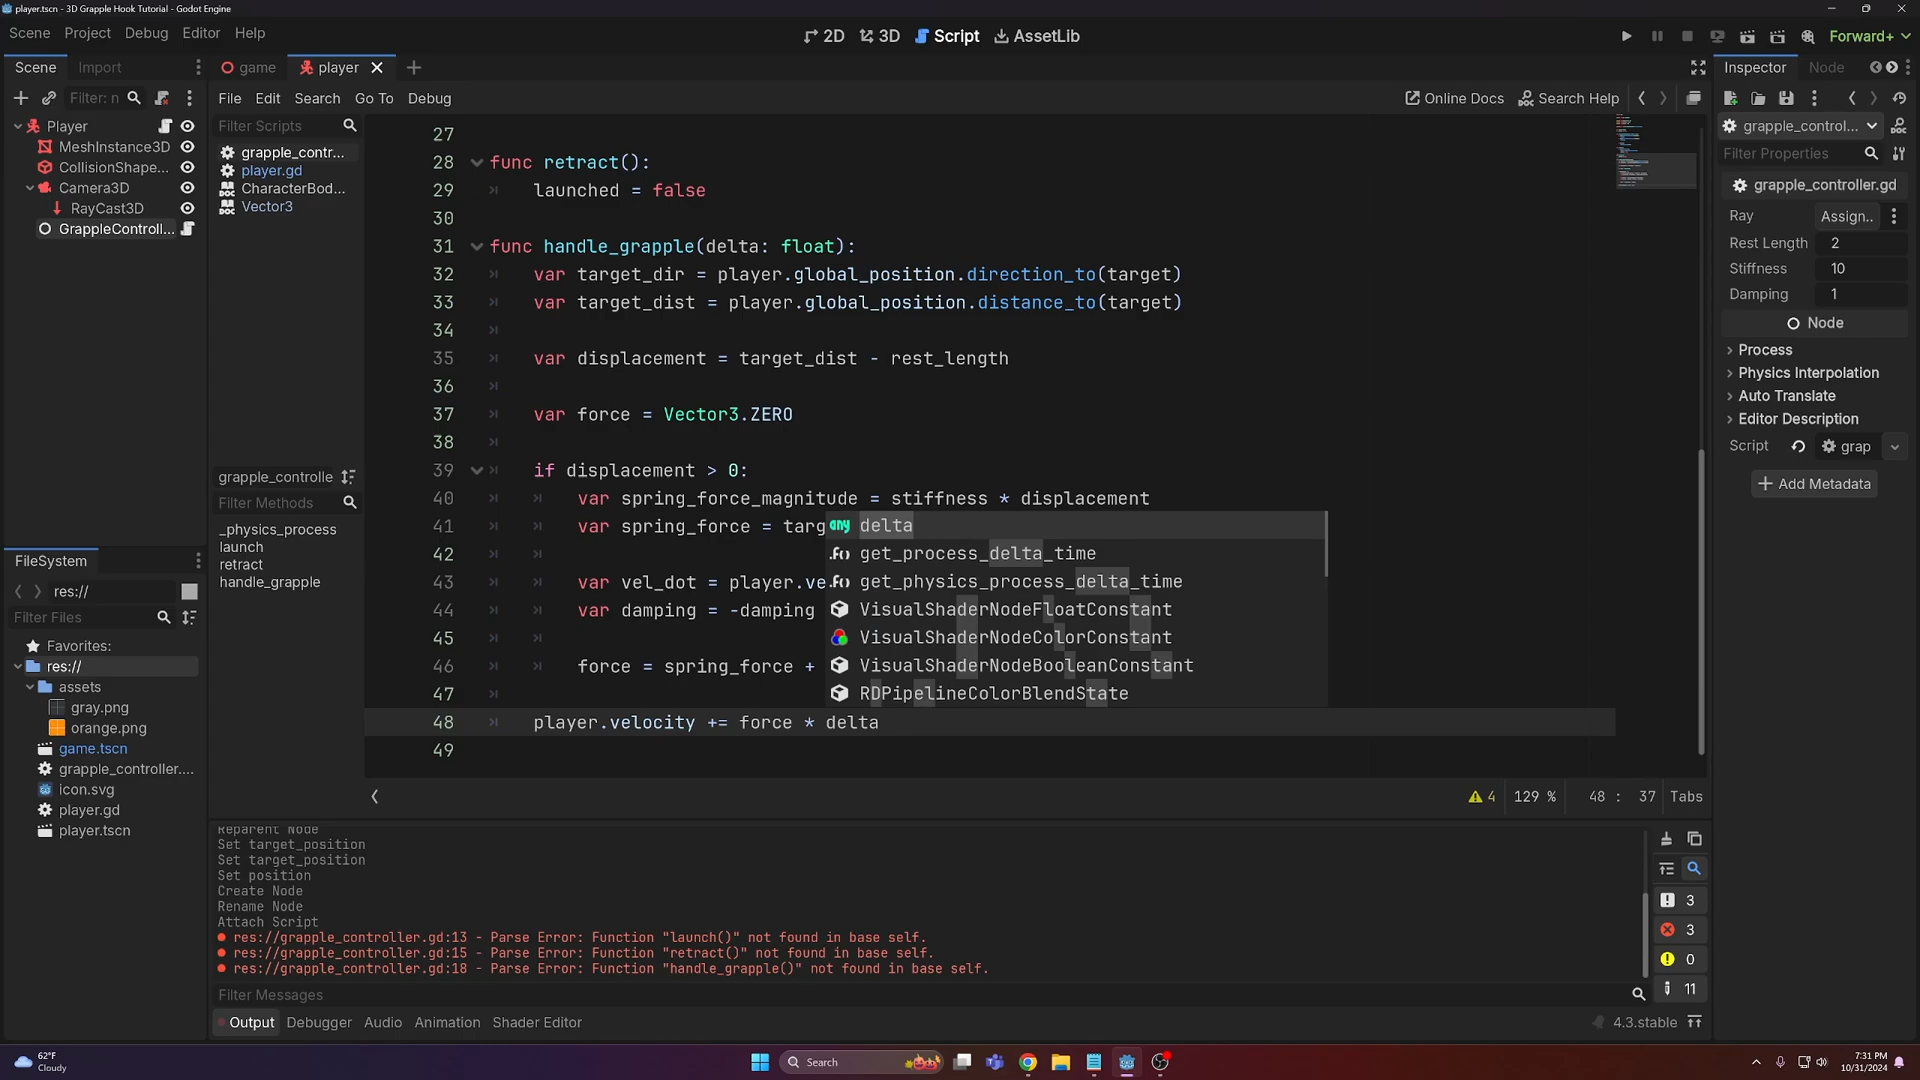 player.tscn - 3D Grapple Hook Tutorial - Godot Engine
Scene Project Debug Editor Help
2D 3D Script AssetLib
Forward+
Scene Import
game player
Inspector Node
Filter: n
File Edit Search Go To Debug
Online Docs Search Help
Player
MeshInstance3D
CollisionShape...
Camera3D
RayCast3D
GrappleControll...
Filter Scripts
grapple_contr...
player.gd
CharacterBod...
Vector3
grapple_controlle
Filter Methods
_physics_process
launch
retract
handle_grapple
27
28 func retract():
29 launched = false
30
31 func handle_grapple(delta: float):
32 var target_dir = player.global_position.direction_to(target)
33 var target_dist = player.global_position.distance_to(target)
34
35 var displacement = target_dist - rest_length
36
37 var force = Vector3.ZERO
38
39 if displacement > 0:
40 var spring_force_magnitude = stiffness * displacement
41 var spring_force = targ
42
43 var vel_dot = player.ve
44 var damping = -damping
45
46 force = spring_force +
47
48 player.velocity += force * delta
49
any delta
.f() get_process_delta_time
.f() get_physics_process_delta_time
VisualShaderNodeFloatConstant
VisualShaderNodeColorConstant
VisualShaderNodeBooleanConstant
RDPipelineColorBlendState
4 129 % 48 : 37 Tabs
grapple_control...
Filter Properties
grapple_controller.gd
Ray Assign..
Rest Length 2
Stiffness 10
Damping 1
Node
Process
Physics Interpolation
Auto Translate
Editor Description
Script grap
Add Metadata
FileSystem
res://
Filter Files
Favorites:
res://
assets
gray.png
orange.png
game.tscn
grapple_controller....
icon.svg
player.gd
player.tscn
Reparent Node
Set target_position
Set target_position
Set position
Create Node
Rename Node
Attach Script
res://grapple_controller.gd:13 - Parse Error: Function "launch()" not found in base self.
res://grapple_controller.gd:15 - Parse Error: Function "retract()" not found in base self.
res://grapple_controller.gd:18 - Parse Error: Function "handle_grapple()" not found in base self.
3
3
0
11
Filter Messages
Output Debugger Audio Animation Shader Editor
4.3.stable
62°F
Cloudy
Search
7:31 PM
10/31/2024